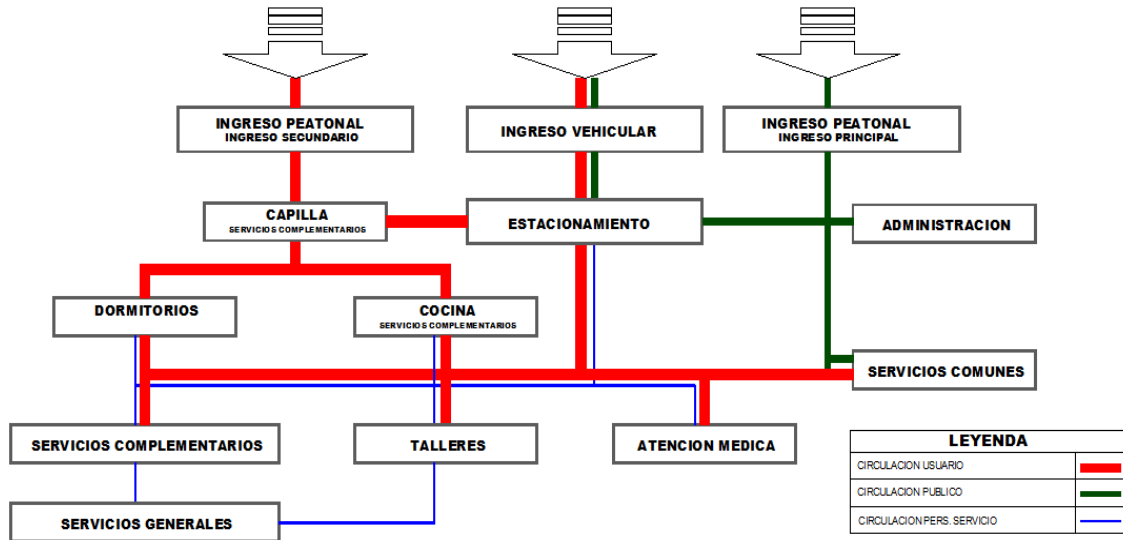 INGRESO PEATONAL
INGRESO SECUNDARIO
INGRESO VEHICULAR
INGRESO PEATONAL
INGRESO PRINCIPAL
CAPILLA
SERVICIOS COMPLEMENTARIOS
ESTACIONAMIENTO
ADMINISTRACION
DORMITORIOS
COCINA
SERVICIOS COMPLEMENTARIOS
SERVICIOS COMUNES
SERVICIOS COMPLEMENTARIOS
TALLERES
ATENCION MEDICA
SERVICIOS GENERALES
LEYENDA
CIRCULACION USUARIO
CIRCULACION PUBLICO
CIRCULACION PERS. SERVICIO